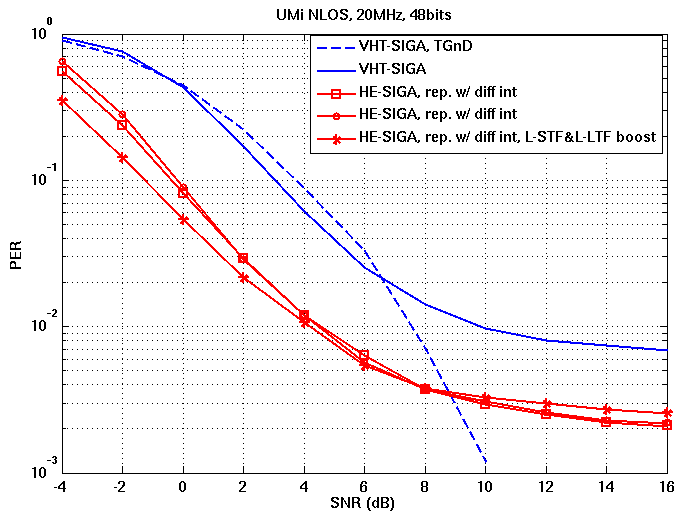 UMi NLOS, 20MHz, 48bits
10^0
VHT-SIGA, TGnD
VHT-SIGA
HE-SIGA, rep. w/ diff int
HE-SIGA, rep. w/ diff int
HE-SIGA, rep. w/ diff int, L-STF&L-LTF boost
10^-1
PER
10^-2
10^-3
-4 -2 0 2 4 6 8 10 12 14 16
SNR (dB)